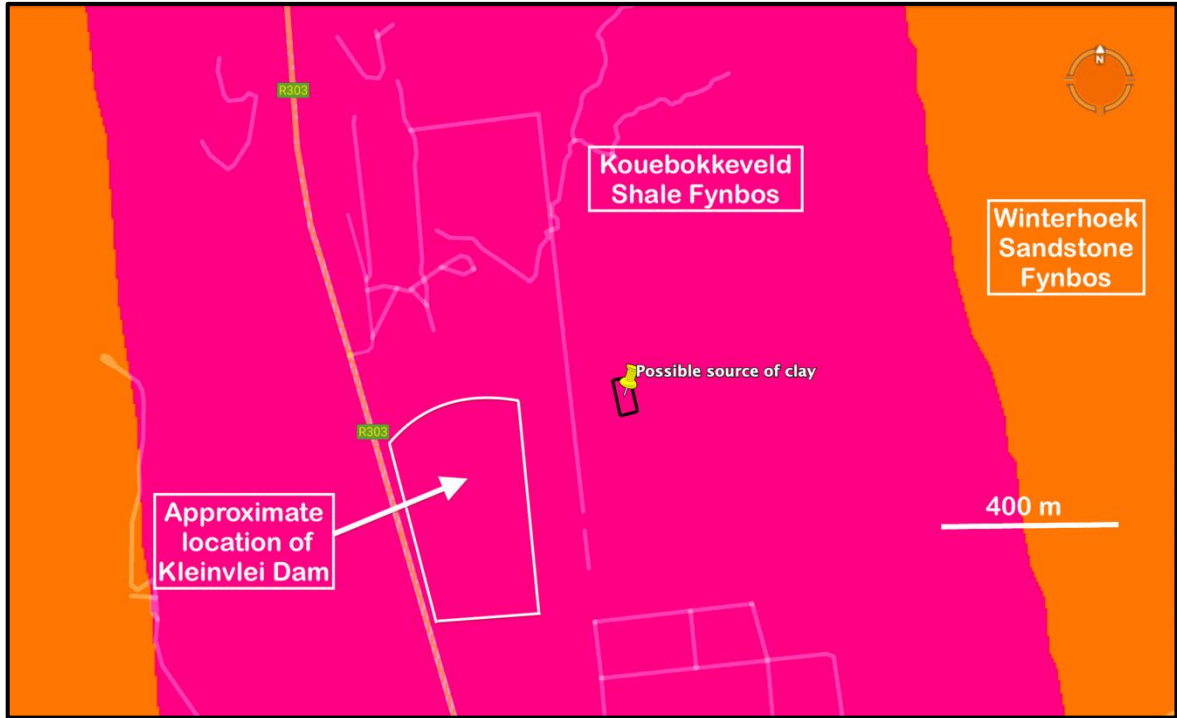 R303
N
Kouebokkeveld
Shale Fynbos
Winterhoek
Sandstone
Fynbos
Possible source of clay
R303
Approximate
location of
Kleinvlei Dam
400 m